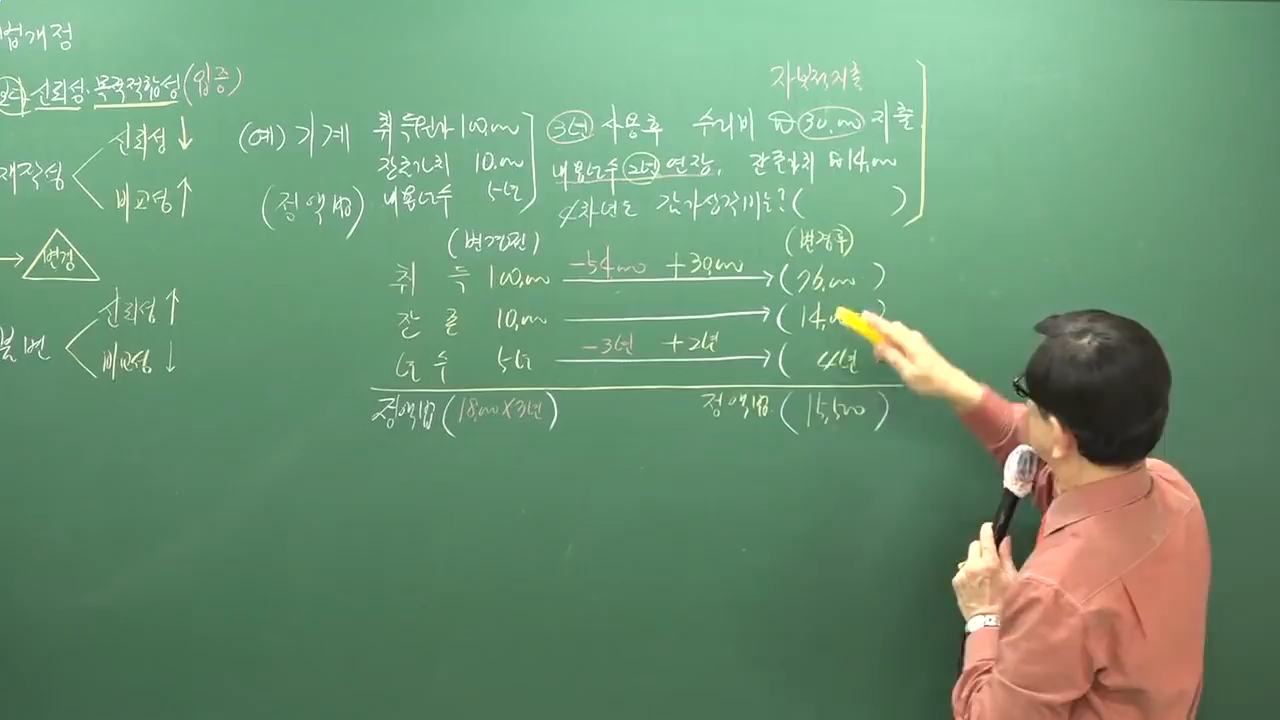 법개정
신뢰성·목적적합성(입증)
신뢰성↓
재작성
비교성↑
→ 변경
신뢰성↑
비교성↓
(예) 기계 취득원가 100,000
잔존가치 10,000
(정액법) 내용년수 5년
자본적지출
3년 사용후 수리비 ₩30,000 지출
내용년수 2년 연장, 잔존가치 ₩14,000
4차년도 감가상각비는? ( )
(변경전) (변경후)
취득 100,000 -54,000 +30,000 (76,000)
잔존 10,000 (14,
년수 5년 -3년 +2년 ( 4년
정액법 (18,000×3년) 정액법 (15,500)